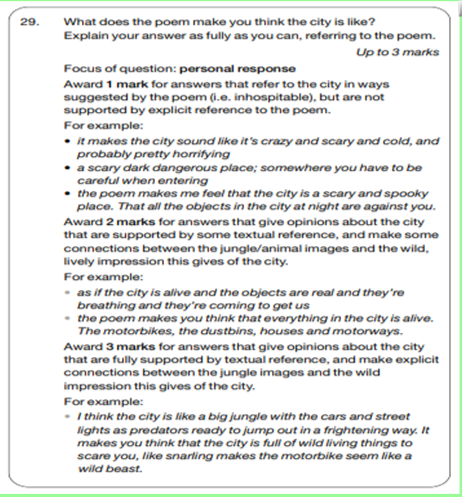 29. What does the poem make you think the city is like?
Explain your answer as fully as you can, referring to the poem.
Up to 3 marks
Focus of question: personal response
Award 1 mark for answers that refer to the city in ways
suggested by the poem (i.e. inhospitable), but are not
supported by explicit reference to the poem.
For example:
• it makes the city sound like it's crazy and scary and cold, and
probably pretty horrifying
• a scary dark dangerous place; somewhere you have to be
careful when entering
• the poem makes me feel that the city is a scary and spooky
place. That all the objects in the city at night are against you.
Award 2 marks for answers that give opinions about the city
that are supported by some textual reference, and make some
connections between the jungle/animal images and the wild,
lively impression this gives of the city.
For example:
• as if the city is alive and the objects are real and they're
breathing and they're coming to get us
• the poem makes you think that everything in the city is alive.
The motorbikes, the dustbins, houses and motorways.
Award 3 marks for answers that give opinions about the city
that are fully supported by textual reference, and make explicit
connections between the jungle images and the wild
impression this gives of the city.
For example:
• I think the city is like a big jungle with the cars and street
lights as predators ready to jump out in a frightening way. It
makes you think that the city is full of wild living things to
scare you, like snarling makes the motorbike seem like a
wild beast.